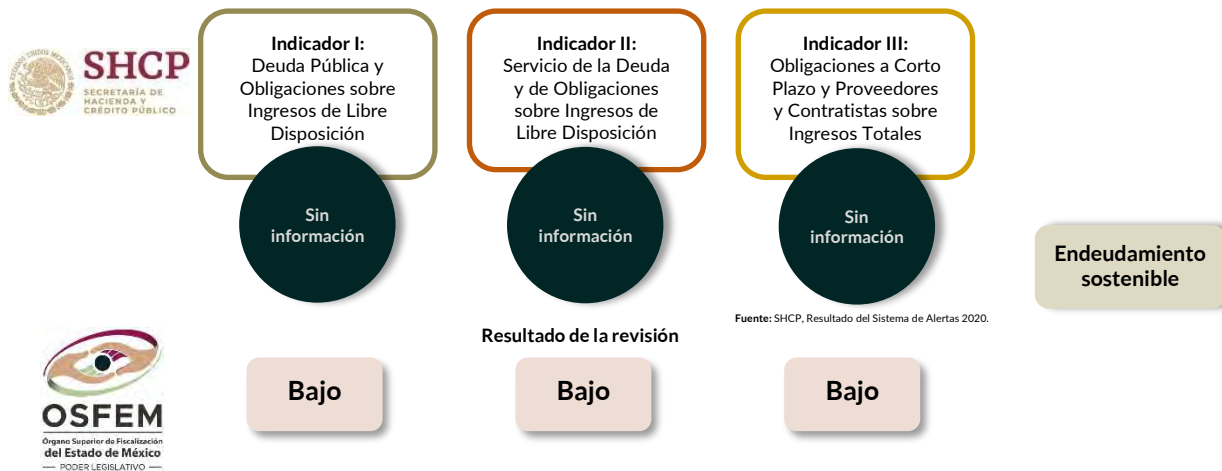 SHCP
SECRETARÍA DE
HACIENDA Y
CRÉDITO PÚBLICO
Indicador I:
Deuda Pública y
Obligaciones sobre
Ingresos de Libre
Disposición
Sin
información
Indicador II:
Servicio de la Deuda
y de Obligaciones
sobre Ingresos de
Libre Disposición
Sin
información
Indicador III:
Obligaciones a Corto
Plazo y Proveedores
y Contratistas sobre
Ingresos Totales
Sin
información
Endeudamiento
sostenible
Fuente: SHCP, Resultado del Sistema de Alertas 2020.
Resultado de la revisión
OSFEM
Órgano Superior de Fiscalización
del Estado de México
PODER LEGISLATIVO
Bajo
Bajo
Bajo